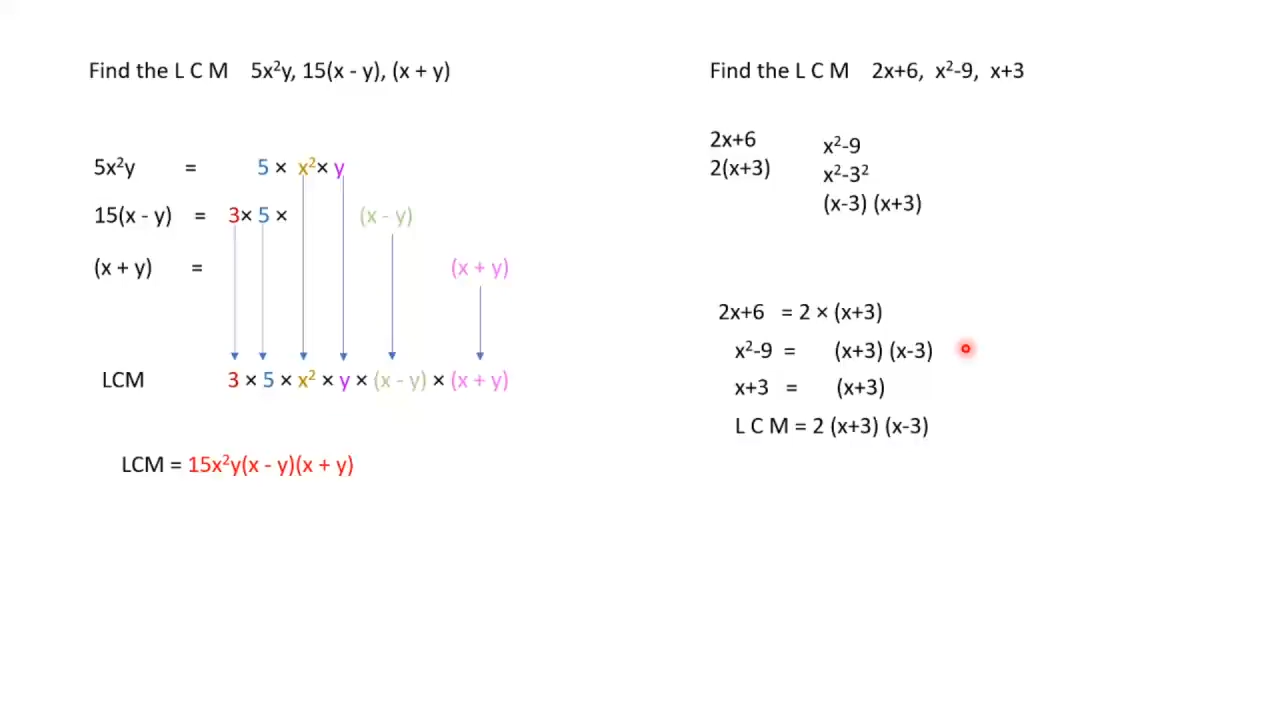 Find the L C M 5x²y, 15(x - y), (x + y)
5x²y = 5 × x² × y
15(x - y) = 3× 5 × (x - y)
(x + y) = (x + y)
LCM 3 × 5 × x² × y × (x - y) × (x + y)
LCM = 15x²y(x - y)(x + y)
Find the L C M 2x+6, x²-9, x+3
2x+6
2(x+3)
x²-9
x²-3²
(x-3) (x+3)
2x+6 = 2 × (x+3)
x²-9 = (x+3) (x-3)
x+3 = (x+3)
L C M = 2 (x+3) (x-3)